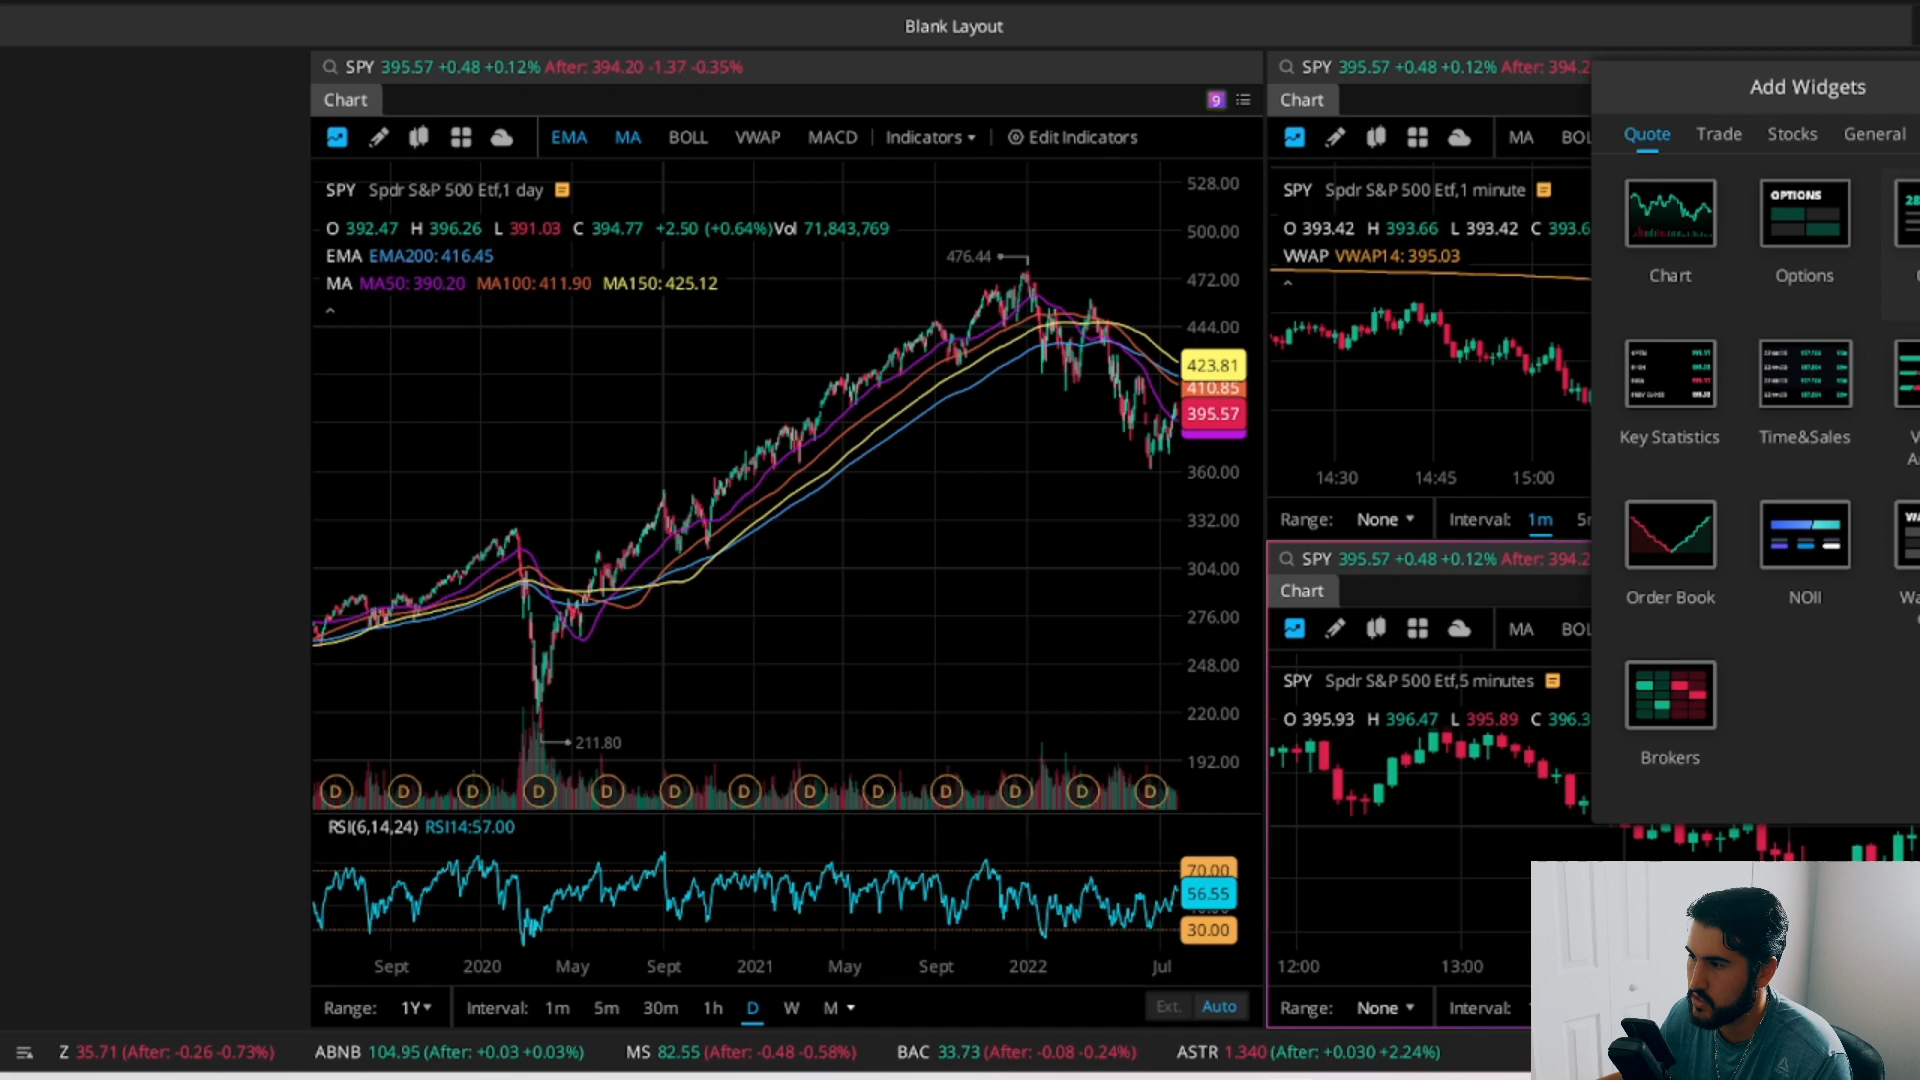 Blank Layout
SPY 395.57 +0.48 +0.12% After: 394.20 -1.37 -0.35%
Chart
9
EMA MA BOLL VWAP MACD Indicators Edit Indicators
SPY Spdr S&P 500 Etf,1 day
O 392.47 H 396.26 L 391.03 C 394.77 +2.50 (+0.64%)Vol 71,843,769
EMA EMA200: 416.45
MA MA50: 390.20 MA100: 411.90 MA150: 425.12
476.44
211.80
528.00
500.00
472.00
444.00
423.81
410.85
395.57
360.00
332.00
304.00
276.00
248.00
220.00
192.00
D D D D D D D D D D D D D
RSI(6,14,24) RSI14:57.00
70.00
56.55
30.00
Sept 2020 May Sept 2021 May Sept 2022 Jul
Range: 1Y Interval: 1m 5m 30m 1h D W M Ext. Auto
SPY 395.57 +0.48 +0.12% After: 394.2
Chart
MA BOL
SPY Spdr S&P 500 Etf,1 minute
O 393.42 H 393.66 L 393.42 C 393.6
VWAP VWAP14: 395.03
14:30 14:45 15:00
Range: None Interval: 1m 5
SPY 395.57 +0.48 +0.12% After: 394.2
Chart
MA BOL
SPY Spdr S&P 500 Etf,5 minutes
O 395.93 H 396.47 L 395.89 C 396.3
12:00 13:00
Range: None Interval:
Add Widgets
Quote Trade Stocks General
OPTIONS
28
Chart Options
Key Statistics Time&Sales
Order Book NOII Wa
Brokers
Z 35.71 (After: -0.26 -0.73%) ABNB 104.95 (After: +0.03 +0.03%) MS 82.55 (After: -0.48 -0.58%) BAC 33.73 (After: -0.08 -0.24%) ASTR 1.340 (After: +0.030 +2.24%)